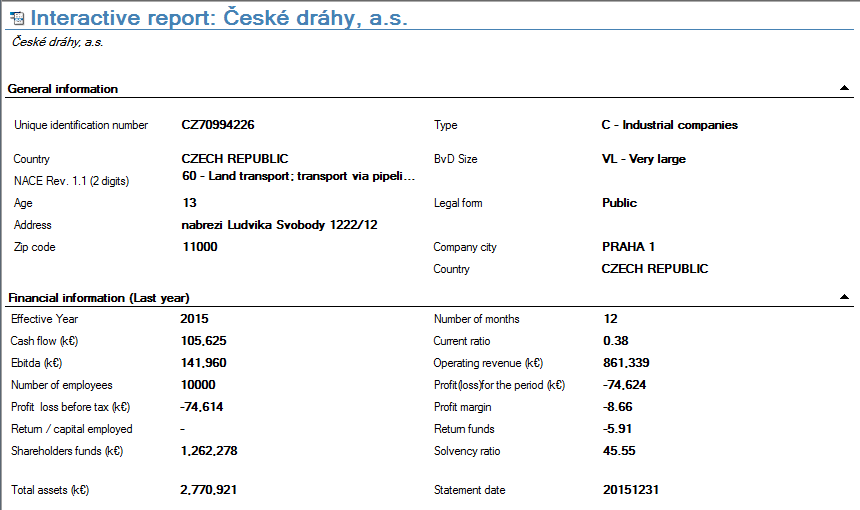 Interactive report: České dráhy, a.s.
České dráhy, a.s.
General information
Unique identification number CZ70994226 Type C - Industrial companies
Country CZECH REPUBLIC BvD Size VL - Very large
NACE Rev. 1.1 (2 digits) 60 - Land transport; transport via pipeli...
Age 13 Legal form Public
Address nabrezi Ludvika Svobody 1222/12
Zip code 11000 Company city PRAHA 1
Country CZECH REPUBLIC
Financial information (Last year)
Effective Year 2015 Number of months 12
Cash flow (k€) 105,625 Current ratio 0.38
Ebitda (k€) 141,960 Operating revenue (k€) 861,339
Number of employees 10000 Profit(loss)for the period (k€) -74,624
Profit loss before tax (k€) -74,614 Profit margin -8.66
Return / capital employed - Return funds -5.91
Shareholders funds (k€) 1,262,278 Solvency ratio 45.55
Total assets (k€) 2,770,921 Statement date 20151231